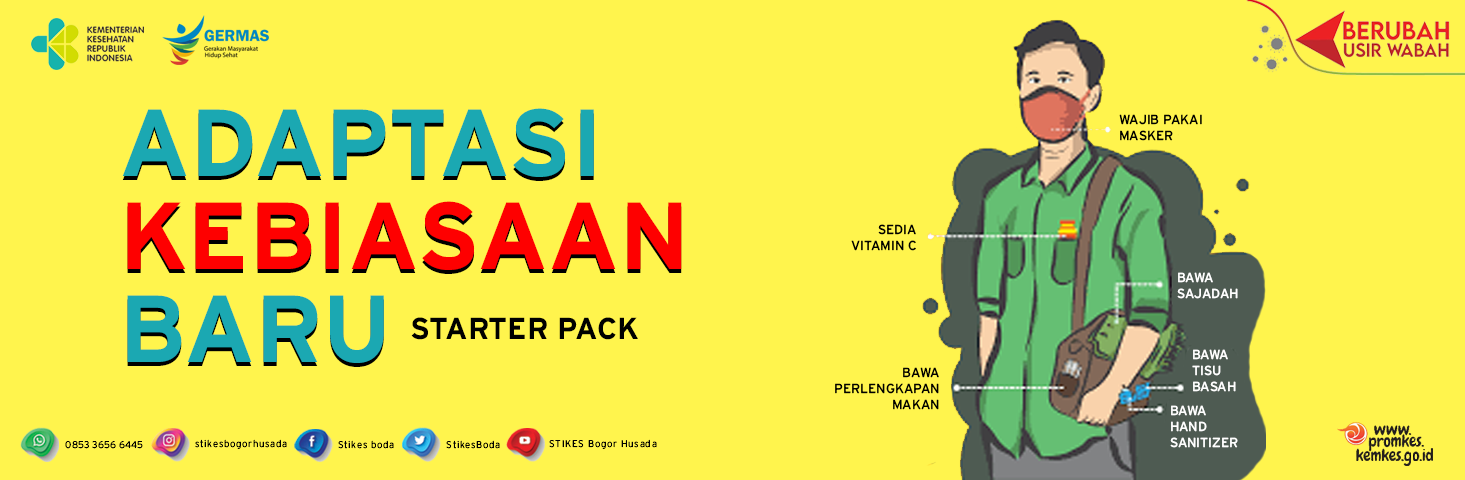 KEMENTERIAN
KESEHATAN
REPUBLIK
INDONESIA
GERMAS
Gerakan Masyarakat
Hidup Sehat
BERUBAH
USIR WABAH
ADAPTASI
KEBIASAAN
BARU
STARTER PACK
WAJIB PAKAI
MASKER
SEDIA
VITAMIN C
BAWA
SAJADAH
BAWA
TISU
BASAH
BAWA
PERLENGKAPAN
MAKAN
BAWA
HAND
SANITIZER
0853 3656 6445
stikesbogorhusada
Stikes boda
StikesBoda
STIKES Bogor Husada
www.
promkes.
kemkes.go.id